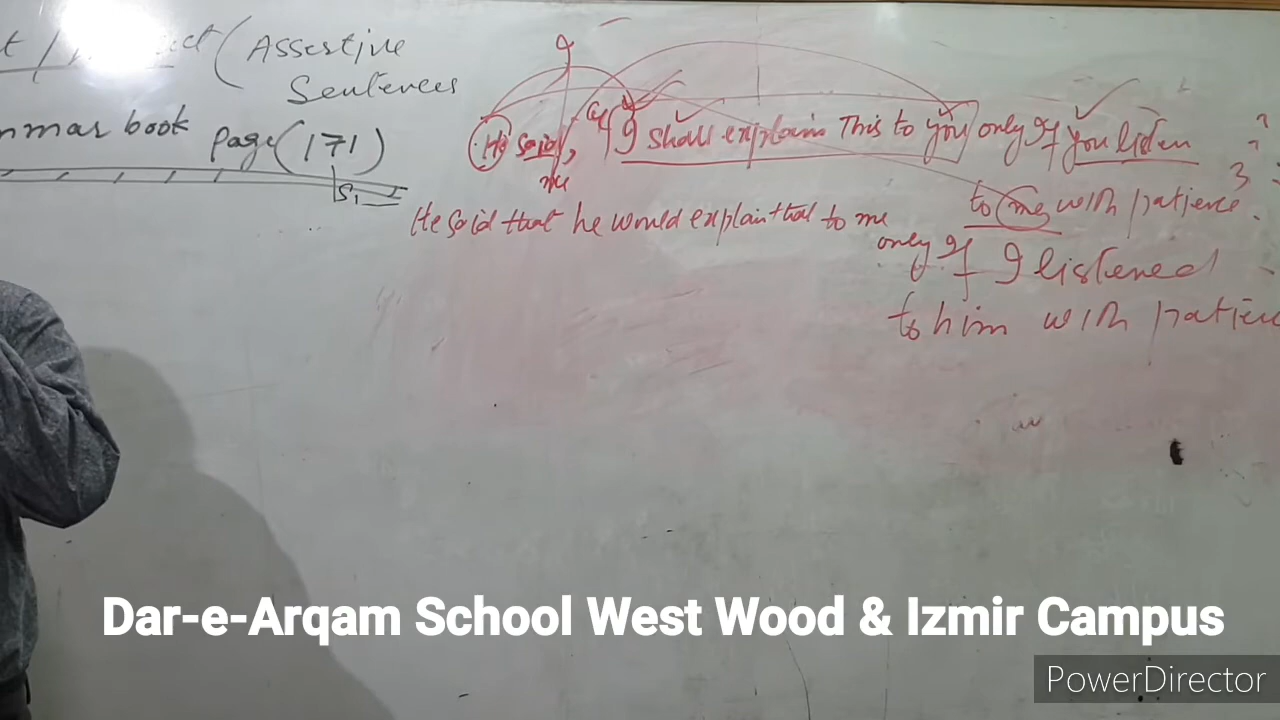 (Assertive
Sentences
mmar book Page (171)
He said, "I shall explain This to you only if you listen
to me with patience.
me
S1
He said that he would explain that to me
only if I listened
to him with patience
Dar-e-Arqam School West Wood & Izmir Campus
PowerDirector